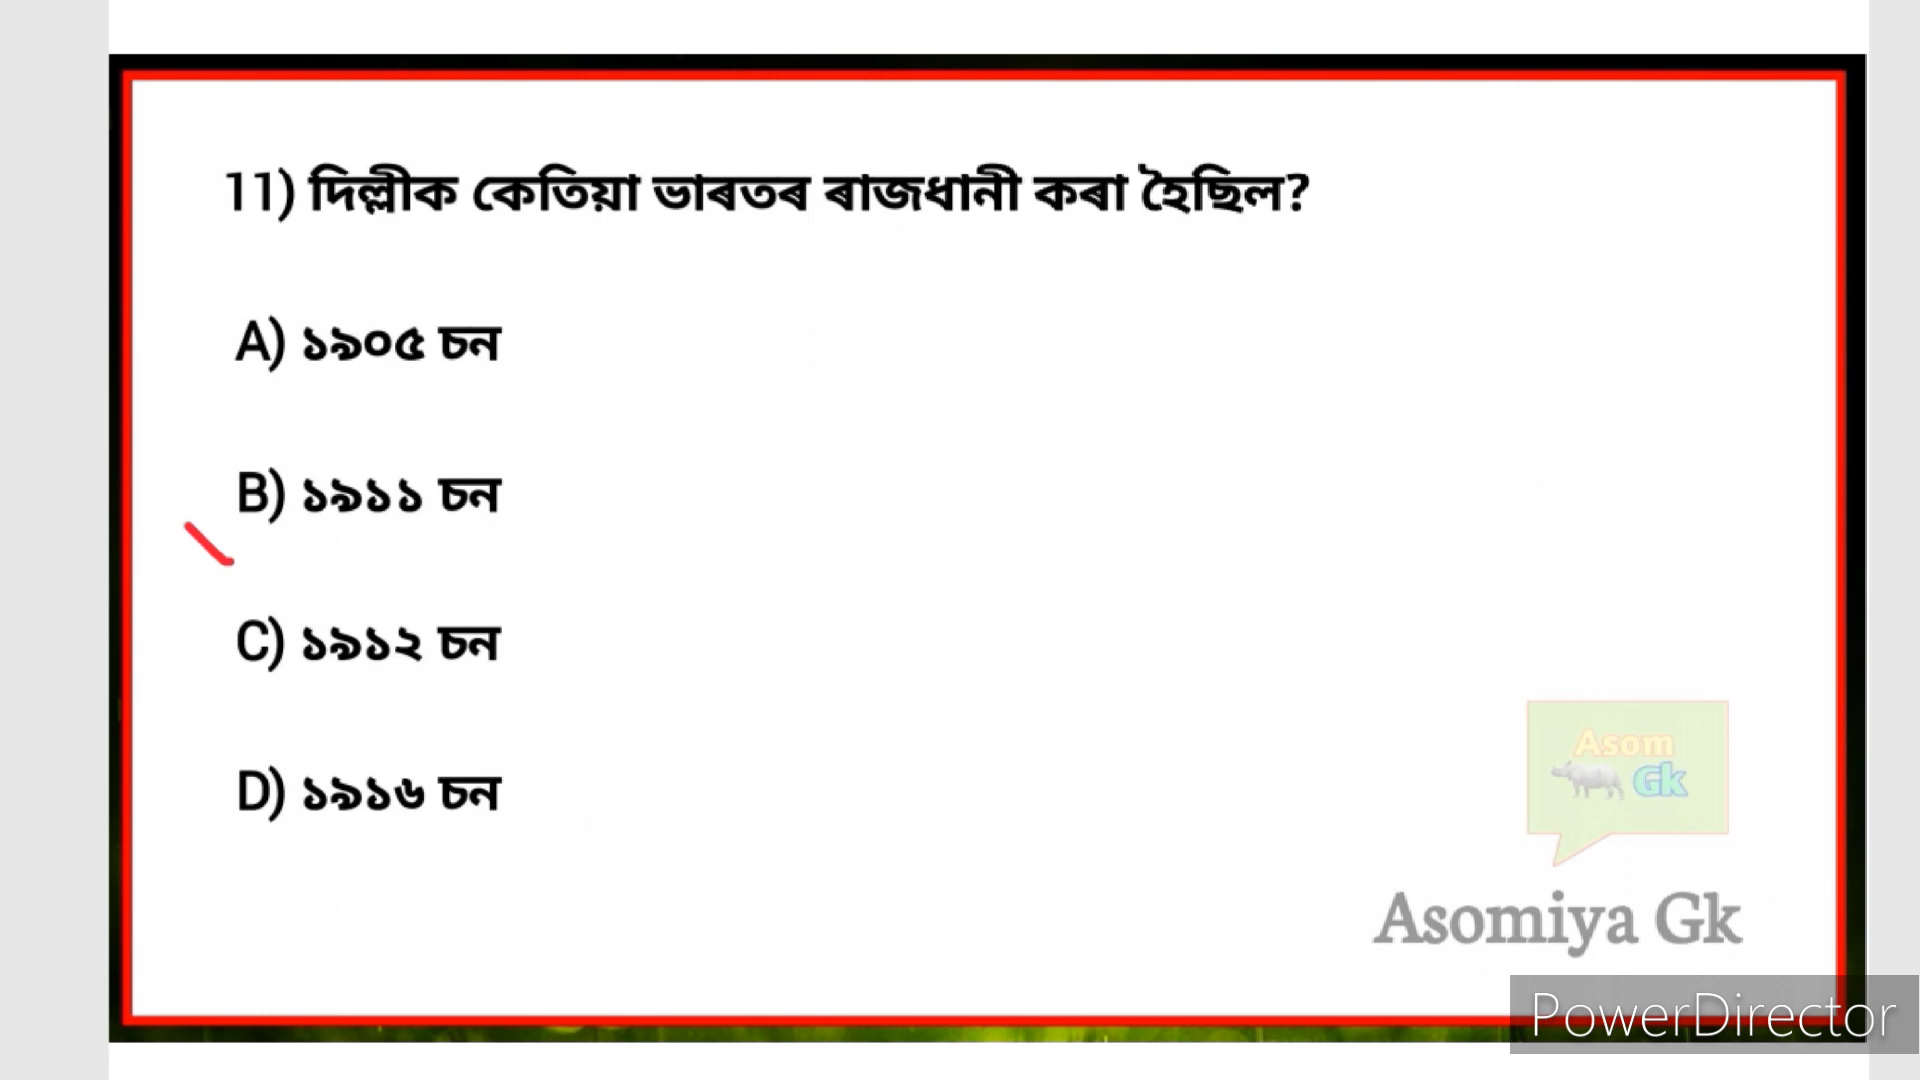 11) দিল্লীক কেতিয়া ভাৰতৰ ৰাজধানী কৰা হৈছিল?
A) ১৯০৫ চন
B) ১৯১১ চন
C) ১৯১২ চন
D) ১৯১৬ চন
Asom
Gk
Asomiya Gk
PowerDirector